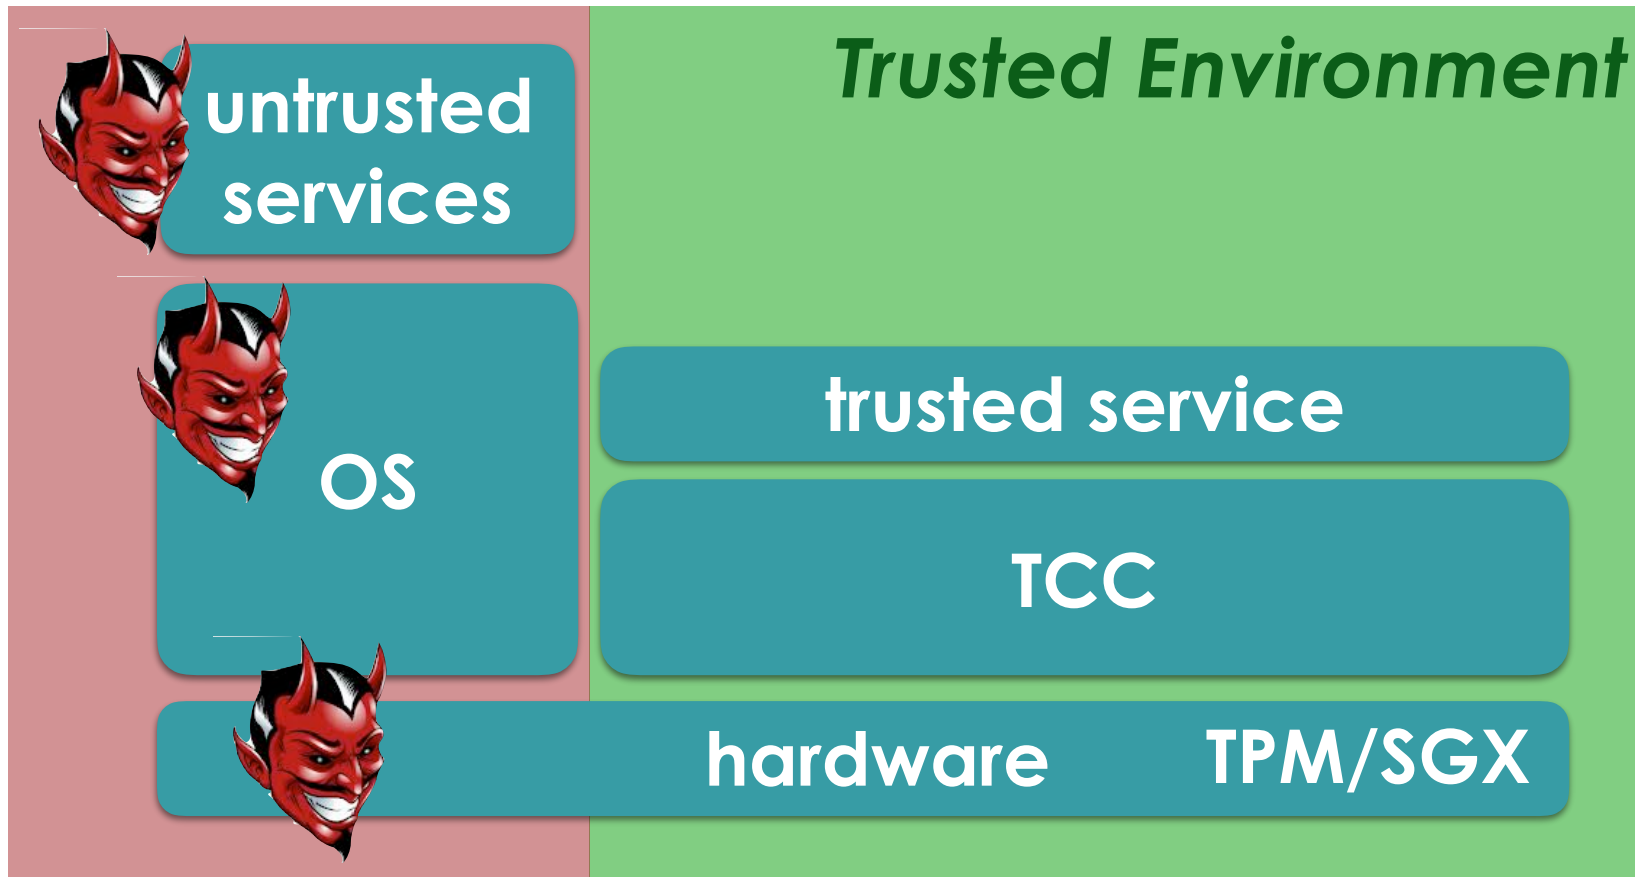 Trusted Environment
untrusted
services
trusted service
OS
TCC
hardware
TPM/SGX